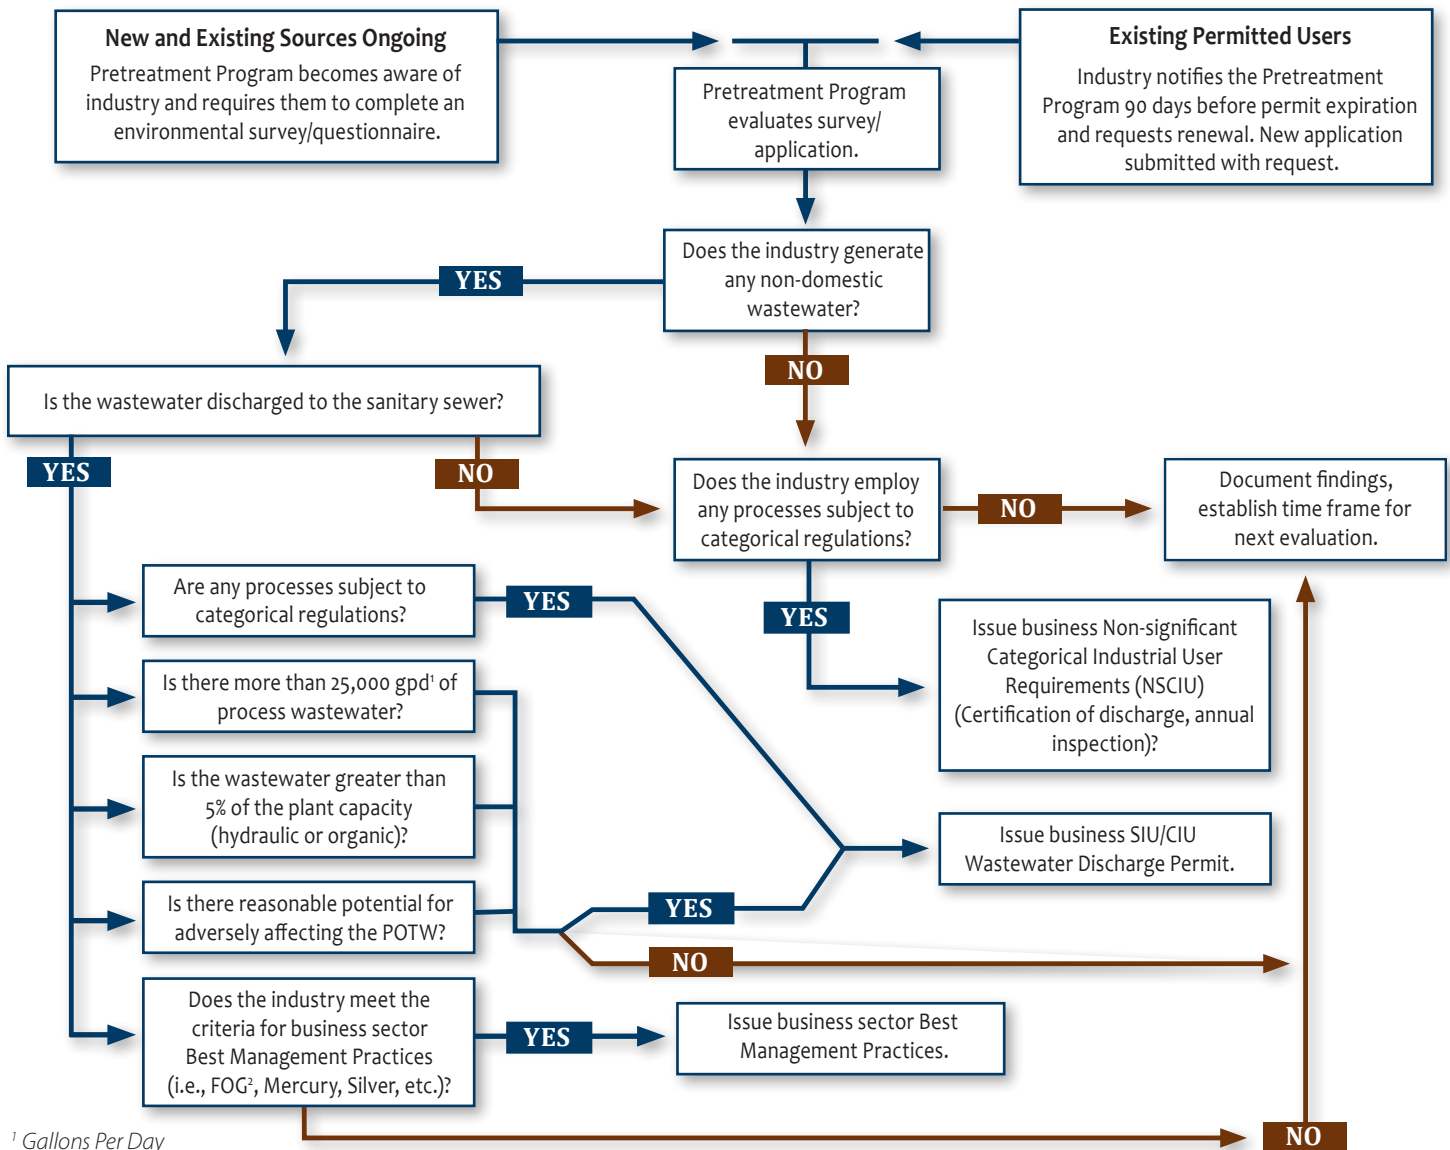 New and Existing Sources Ongoing
Pretreatment Program becomes aware of
industry and requires them to complete an
environmental survey/questionnaire.
Pretreatment Program
evaluates survey/
application.
Existing Permitted Users
Industry notifies the Pretreatment
Program 90 days before permit expiration
and requests renewal. New application
submitted with request.
Does the industry generate
any non-domestic
wastewater?
YES
NO
Is the wastewater discharged to the sanitary sewer?
YES
NO
Does the industry employ
any processes subject to
categorical regulations?
NO
Document findings,
establish time frame for
next evaluation.
YES
Issue business Non-significant
Categorical Industrial User
Requirements (NSCIU)
(Certification of discharge, annual
inspection)?
Are any processes subject to
categorical regulations?
YES
Is there more than 25,000 gpd¹ of
process wastewater?
Is the wastewater greater than
5% of the plant capacity
(hydraulic or organic)?
Issue business SIU/CIU
Wastewater Discharge Permit.
Is there reasonable potential for
adversely affecting the POTW?
YES
NO
Does the industry meet the
criteria for business sector
Best Management Practices
(i.e., FOG², Mercury, Silver, etc.)?
YES
Issue business sector Best
Management Practices.
NO
¹ Gallons Per Day